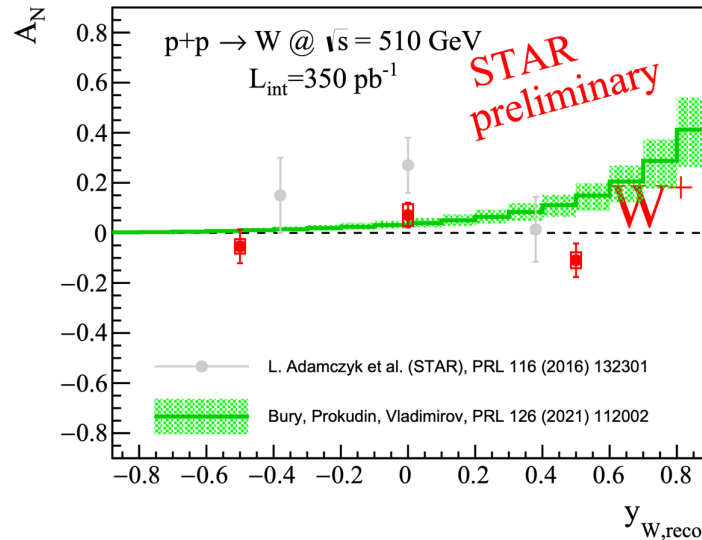 A_N
0.8
0.6
0.4
0.2
0
−0.2
−0.4
−0.6
−0.8
p+p → W @ √s = 510 GeV
L_int=350 pb^-1
STAR
preliminary
W^+
L. Adamczyk et al. (STAR), PRL 116 (2016) 132301
Bury, Prokudin, Vladimirov, PRL 126 (2021) 112002
−0.8 −0.6 −0.4 −0.2 0 0.2 0.4 0.6 0.8
y_W,reco